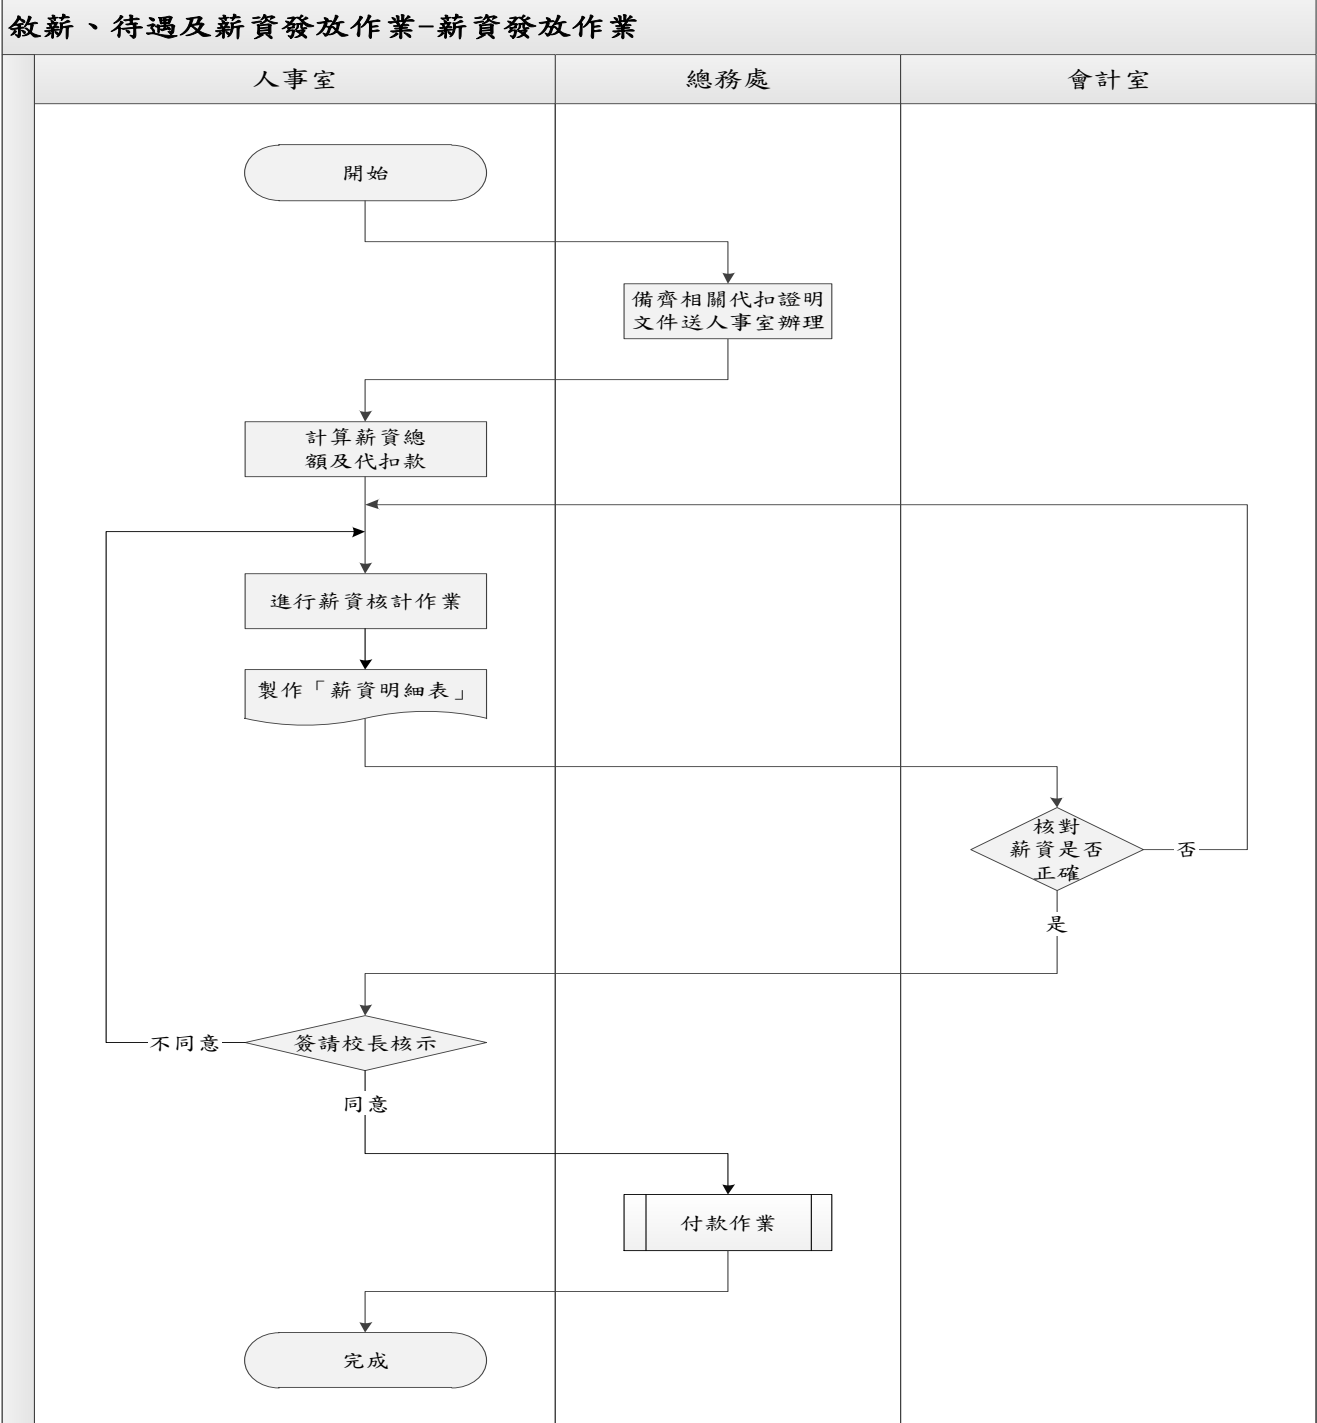 敘薪、待遇及薪資發放作業-薪資發放作業
人事室
總務處
會計室
開始
備齊相關代扣證明
文件送人事室辦理
計算薪資總
額及代扣款
進行薪資核計作業
製作「薪資明細表」
核對
薪資是否
正確
否
是
簽請校長核示
不同意
同意
付款作業
完成